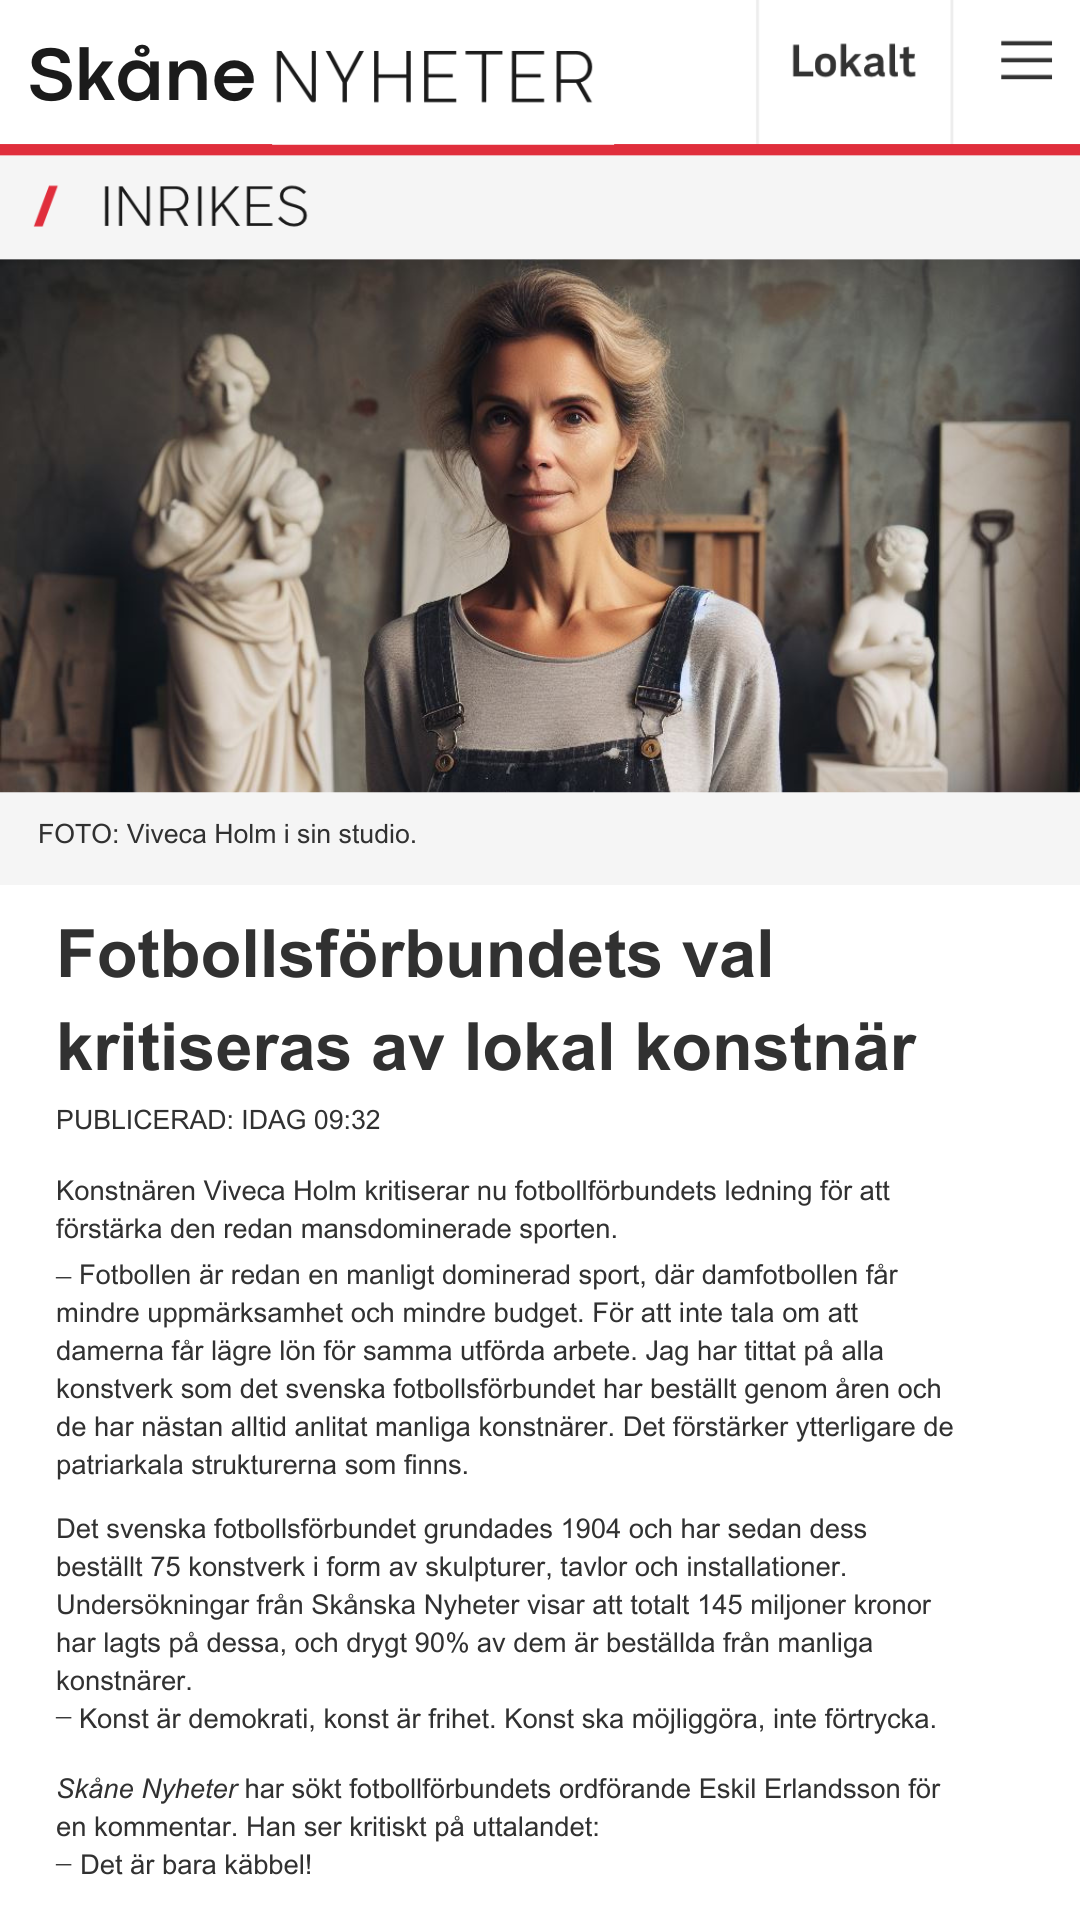 Skåne NYHETER
Lokalt
/ INRIKES
FOTO: Viveca Holm i sin studio.
Fotbollsförbundets val
kritiseras av lokal konstnär
PUBLICERAD: IDAG 09:32
Konstnären Viveca Holm kritiserar nu fotbollförbundets ledning för att
förstärka den redan mansdominerade sporten.
– Fotbollen är redan en manligt dominerad sport, där damfotbollen får
mindre uppmärksamhet och mindre budget. För att inte tala om att
damerna får lägre lön för samma utförda arbete. Jag har tittat på alla
konstverk som det svenska fotbollsförbundet har beställt genom åren och
de har nästan alltid anlitat manliga konstnärer. Det förstärker ytterligare de
patriarkala strukturerna som finns.
Det svenska fotbollsförbundet grundades 1904 och har sedan dess
beställt 75 konstverk i form av skulpturer, tavlor och installationer.
Undersökningar från Skånska Nyheter visar att totalt 145 miljoner kronor
har lagts på dessa, och drygt 90% av dem är beställda från manliga
konstnärer.
– Konst är demokrati, konst är frihet. Konst ska möjliggöra, inte förtrycka.
Skåne Nyheter har sökt fotbollförbundets ordförande Eskil Erlandsson för
en kommentar. Han ser kritiskt på uttalandet:
– Det är bara käbbel!